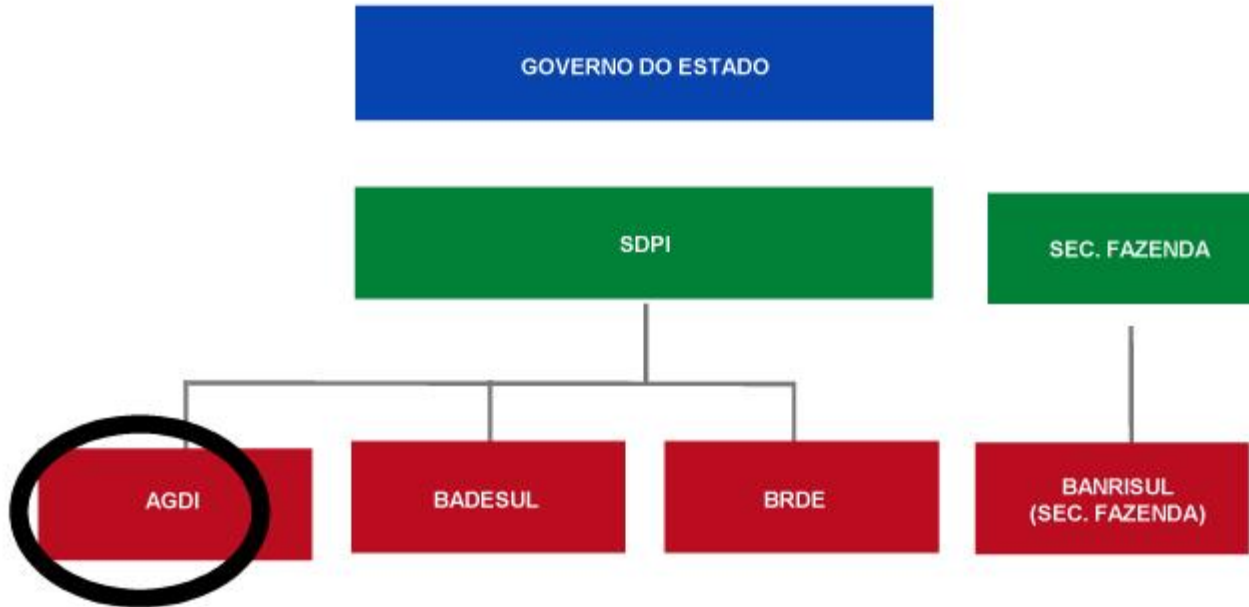 GOVERNO DO ESTADO
SDPI
SEC. FAZENDA
AGDI
BADESUL
BRDE
BANRISUL
(SEC. FAZENDA)